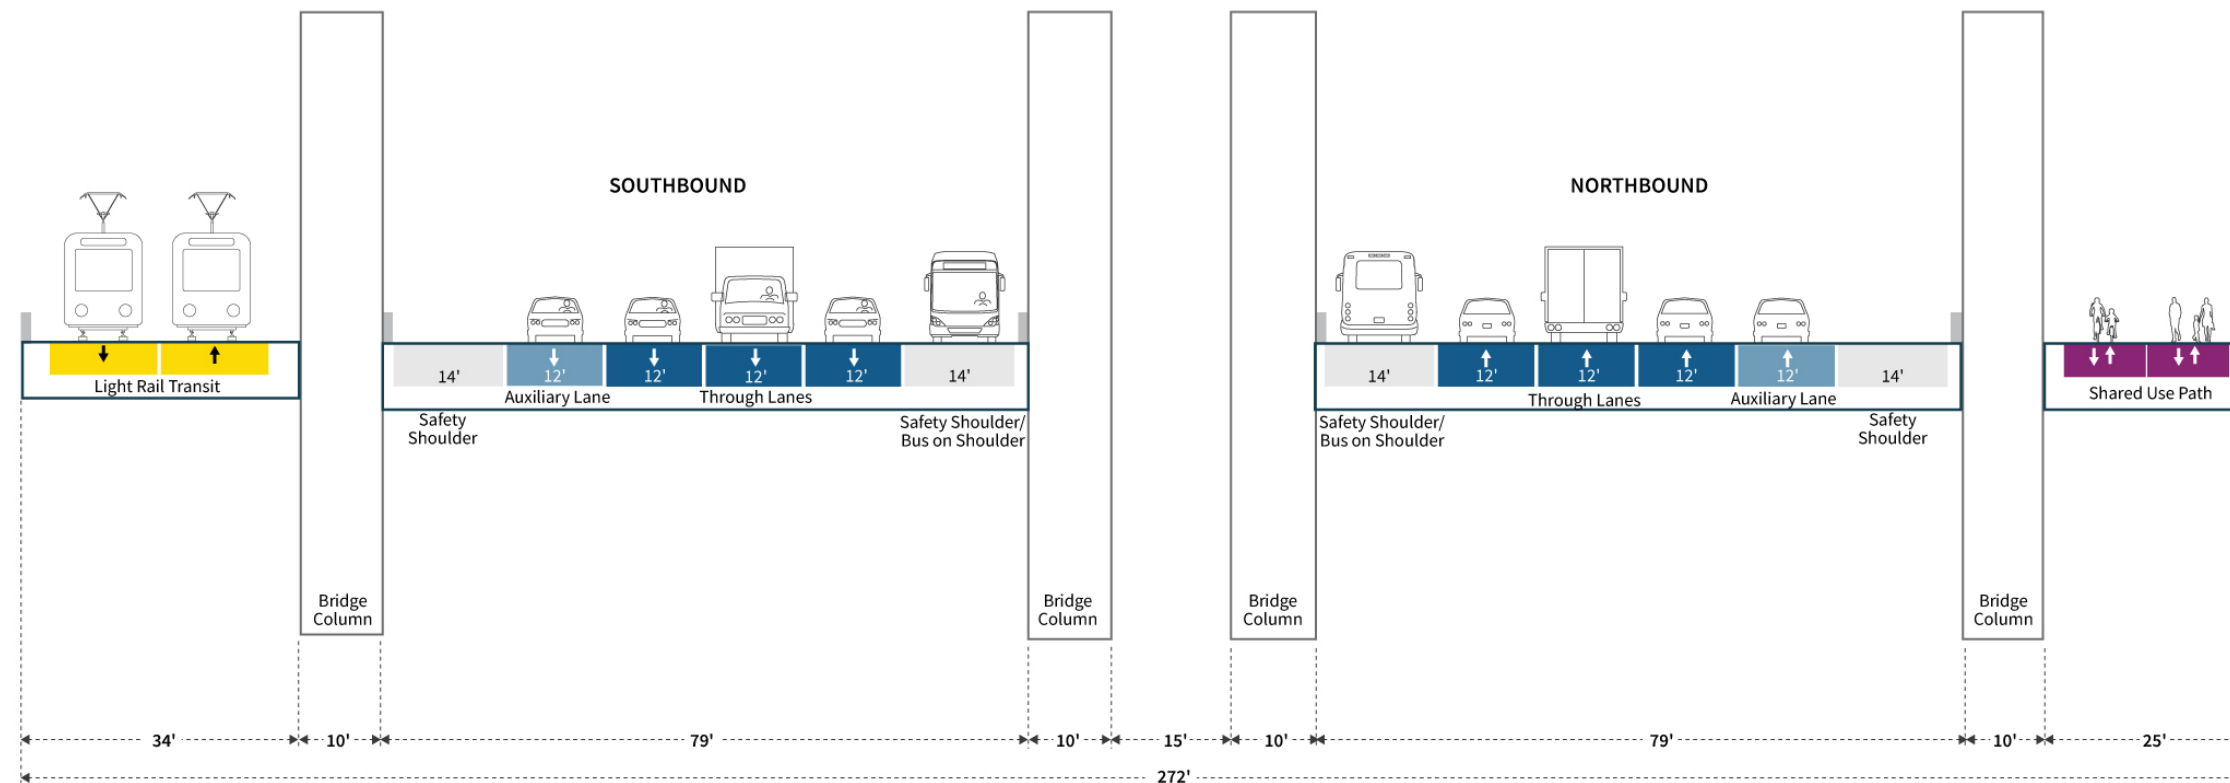 SOUTHBOUND
NORTHBOUND
14'
12'
12'
12'
12'
14'
14'
12'
12'
12'
12'
14'
Light Rail Transit
Auxiliary Lane
Through Lanes
Through Lanes
Auxiliary Lane
Shared Use Path
Safety
Shoulder
Safety Shoulder/
Bus on Shoulder
Safety Shoulder/
Bus on Shoulder
Safety
Shoulder
Bridge
Column
Bridge
Column
Bridge
Column
Bridge
Column
34'
10'
79'
10'
15'
10'
79'
10'
25'
272'